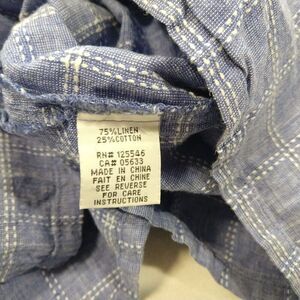 75% LINEN
25% COTTON
RN# 125546
CA# 05633
MADE IN CHINA
FAIT EN CHINE
SEE REVERSE
FOR CARE
INSTRUCTIONS